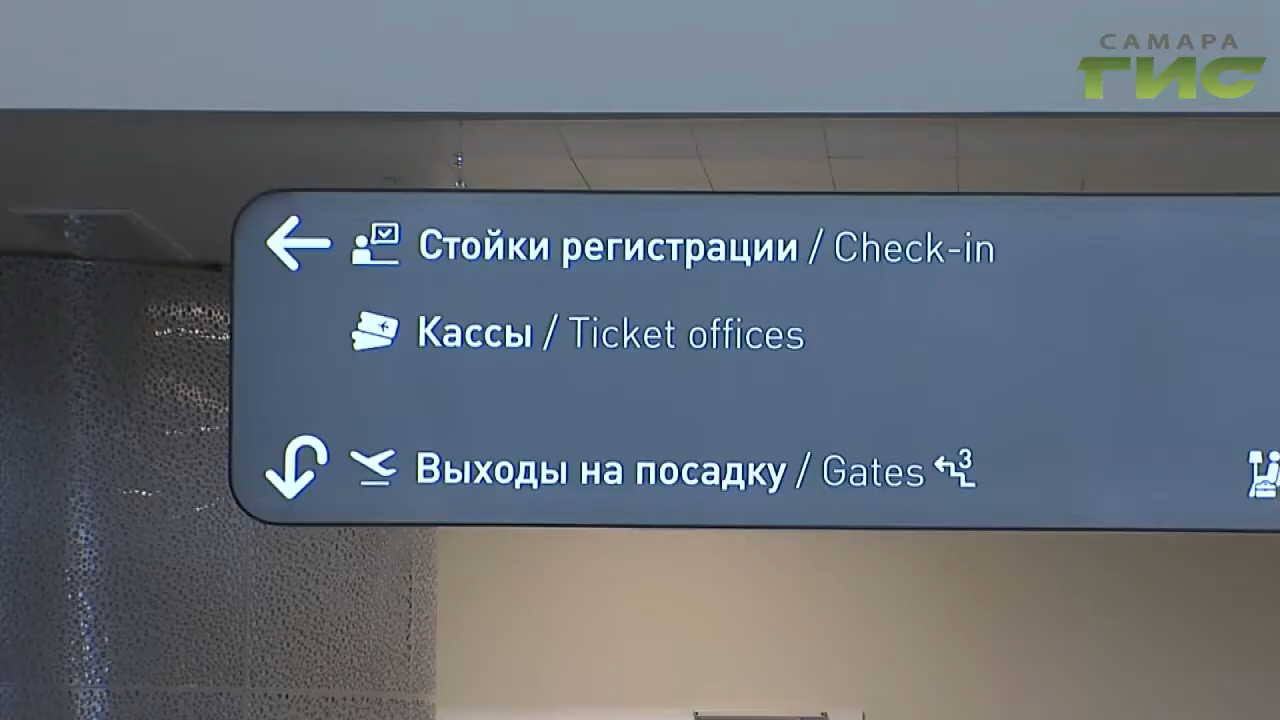 САМАРА
ГИС
Стойки регистрации / Check-in
Кассы / Ticket offices
Выходы на посадку / Gates 3